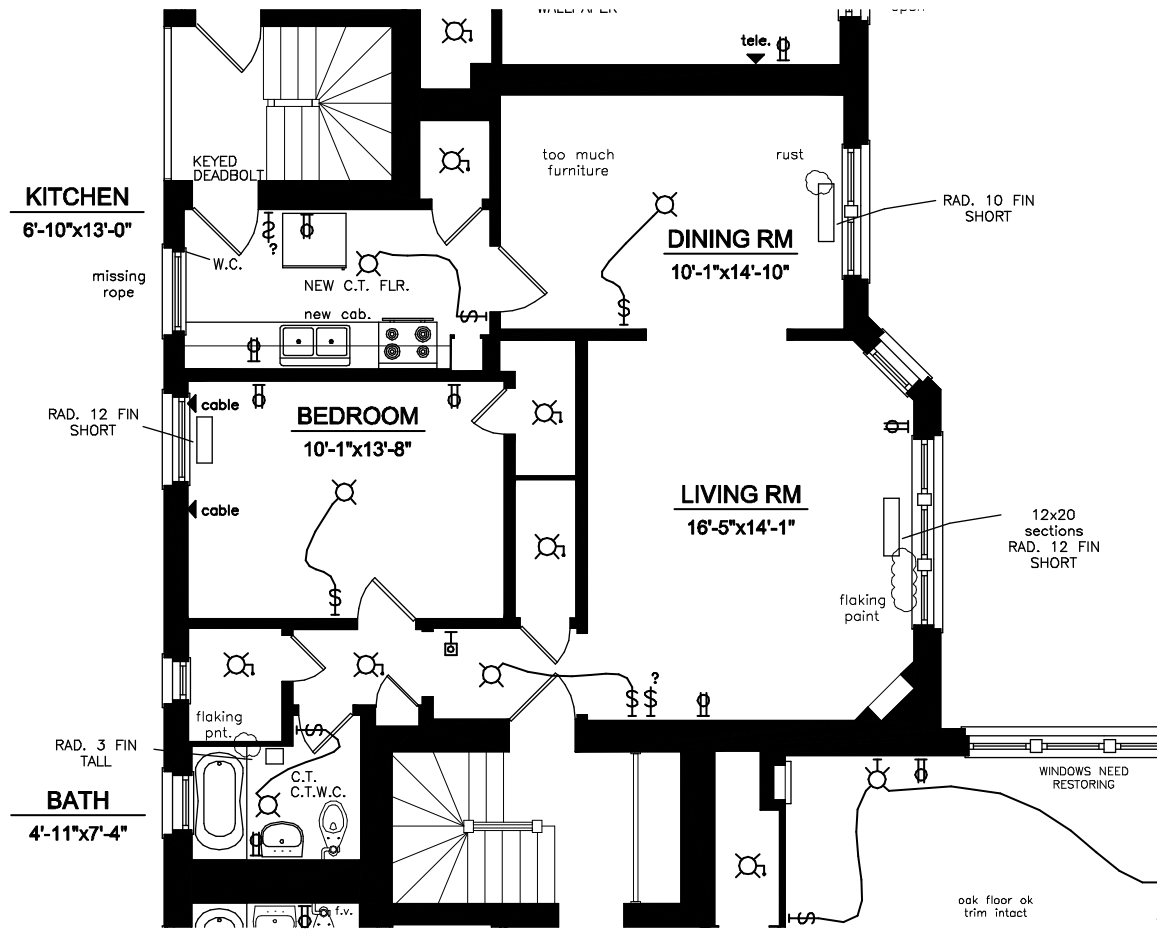 WALLPAPER
open
tele.
KEYED
DEADBOLT
too much
furniture
rust
KITCHEN
6'-10"x13'-0"
RAD. 10 FIN
SHORT
DINING RM
10'-1"x14'-10"
?
W.C.
missing
rope
NEW C.T. FLR.
new cab.
cable
RAD. 12 FIN
SHORT
BEDROOM
10'-1"x13'-8"
cable
LIVING RM
16'-5"x14'-1"
12x20
sections
RAD. 12 FIN
SHORT
flaking
paint
?
flaking
pnt.
RAD. 3 FIN
TALL
C.T.
C.T.W.C.
WINDOWS NEED
RESTORING
BATH
4'-11"x7'-4"
f.v.
oak floor ok
trim intact